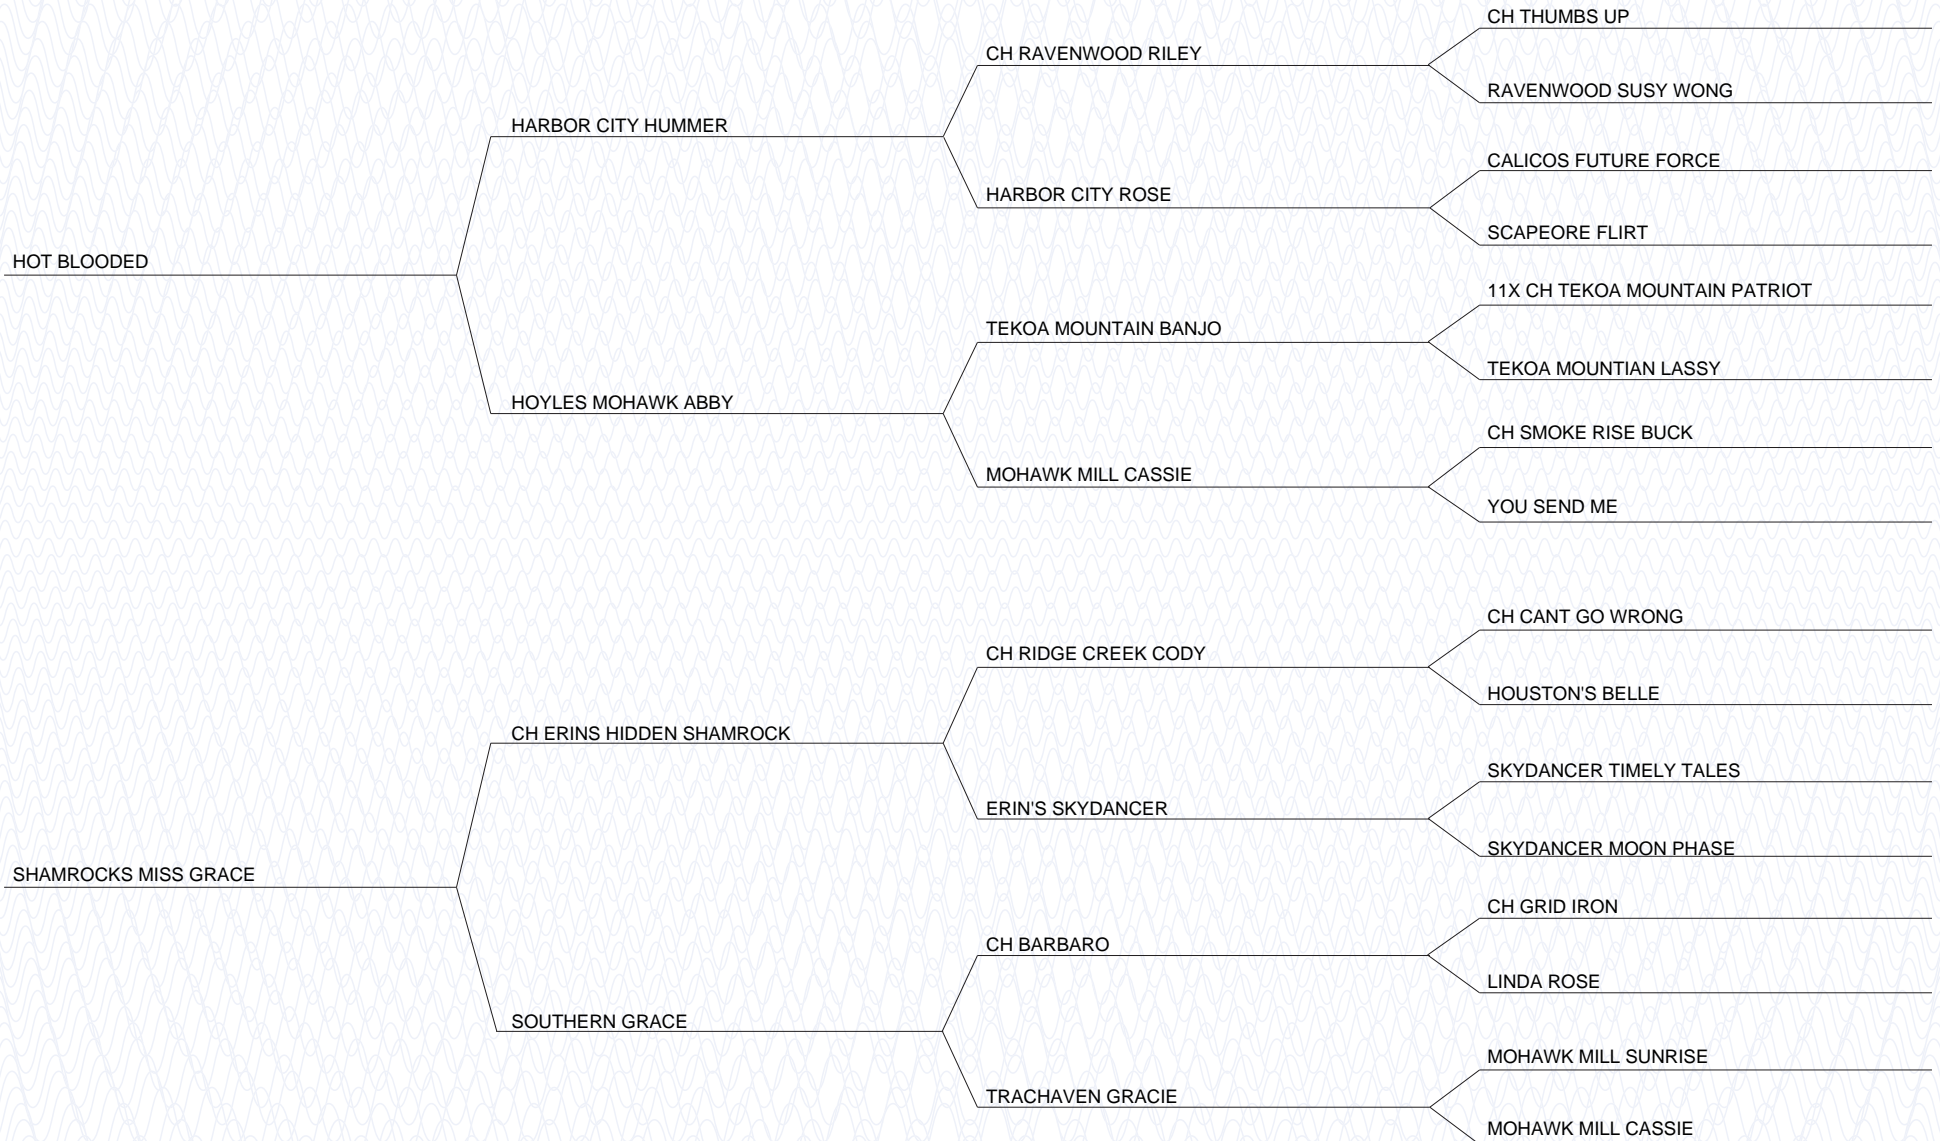 CH THUMBS UP
CH RAVENWOOD RILEY
RAVENWOOD SUSY WONG
HARBOR CITY HUMMER
CALICOS FUTURE FORCE
HARBOR CITY ROSE
SCAPEORE FLIRT
HOT BLOODED
11X CH TEKOA MOUNTAIN PATRIOT
TEKOA MOUNTAIN BANJO
TEKOA MOUNTIAN LASSY
HOYLES MOHAWK ABBY
CH SMOKE RISE BUCK
MOHAWK MILL CASSIE
YOU SEND ME
CH CANT GO WRONG
CH RIDGE CREEK CODY
HOUSTON'S BELLE
CH ERINS HIDDEN SHAMROCK
SKYDANCER TIMELY TALES
ERIN'S SKYDANCER
SKYDANCER MOON PHASE
SHAMROCKS MISS GRACE
CH GRID IRON
CH BARBARO
LINDA ROSE
SOUTHERN GRACE
MOHAWK MILL SUNRISE
TRACHAVEN GRACIE
MOHAWK MILL CASSIE